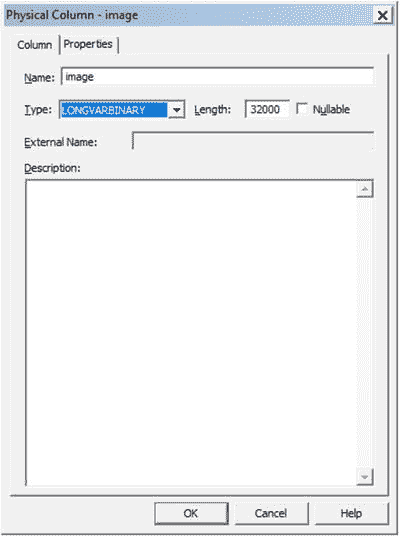 Physical Column - image
Column Properties
Name: image
Type: LONGVARBINARY Length: 32000 Nullable
External Name:
Description:
OK Cancel Help